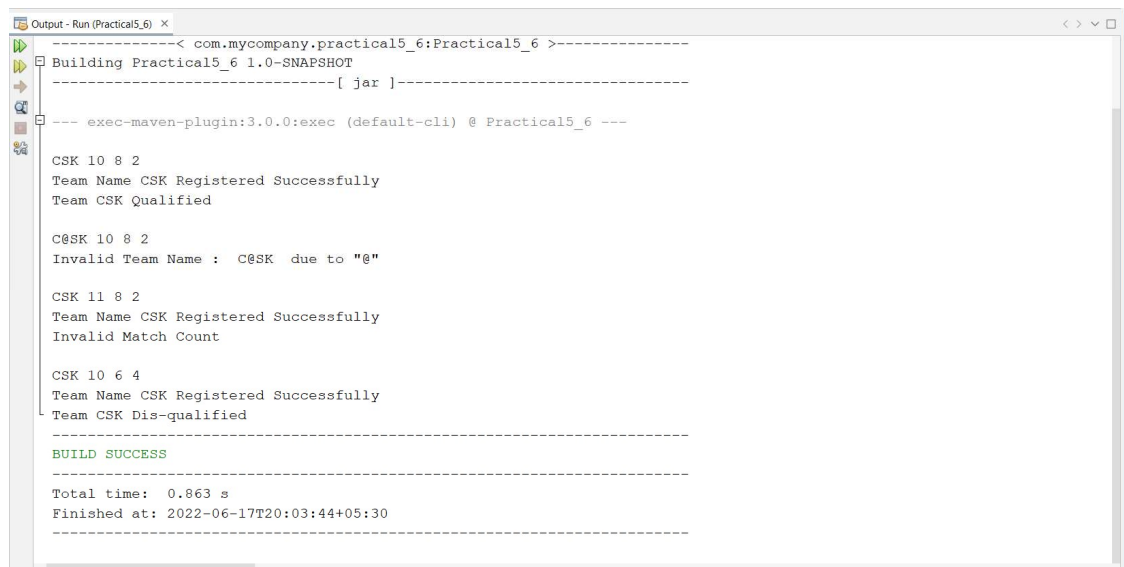 Output - Run (Practical5_6) ×
--------------< com.mycompany.practical5_6:Practical5_6 >---------------
Building Practical5_6 1.0-SNAPSHOT
--------------------------------[ jar ]---------------------------------
--- exec-maven-plugin:3.0.0:exec (default-cli) @ Practical5_6 ---
CSK 10 8 2
Team Name CSK Registered Successfully
Team CSK Qualified
C@SK 10 8 2
Invalid Team Name :  C@SK  due to "@"
CSK 11 8 2
Team Name CSK Registered Successfully
Invalid Match Count
CSK 10 6 4
Team Name CSK Registered Successfully
Team CSK Dis-qualified
------------------------------------------------------------------------
BUILD SUCCESS
------------------------------------------------------------------------
Total time:  0.863 s
Finished at: 2022-06-17T20:03:44+05:30
------------------------------------------------------------------------